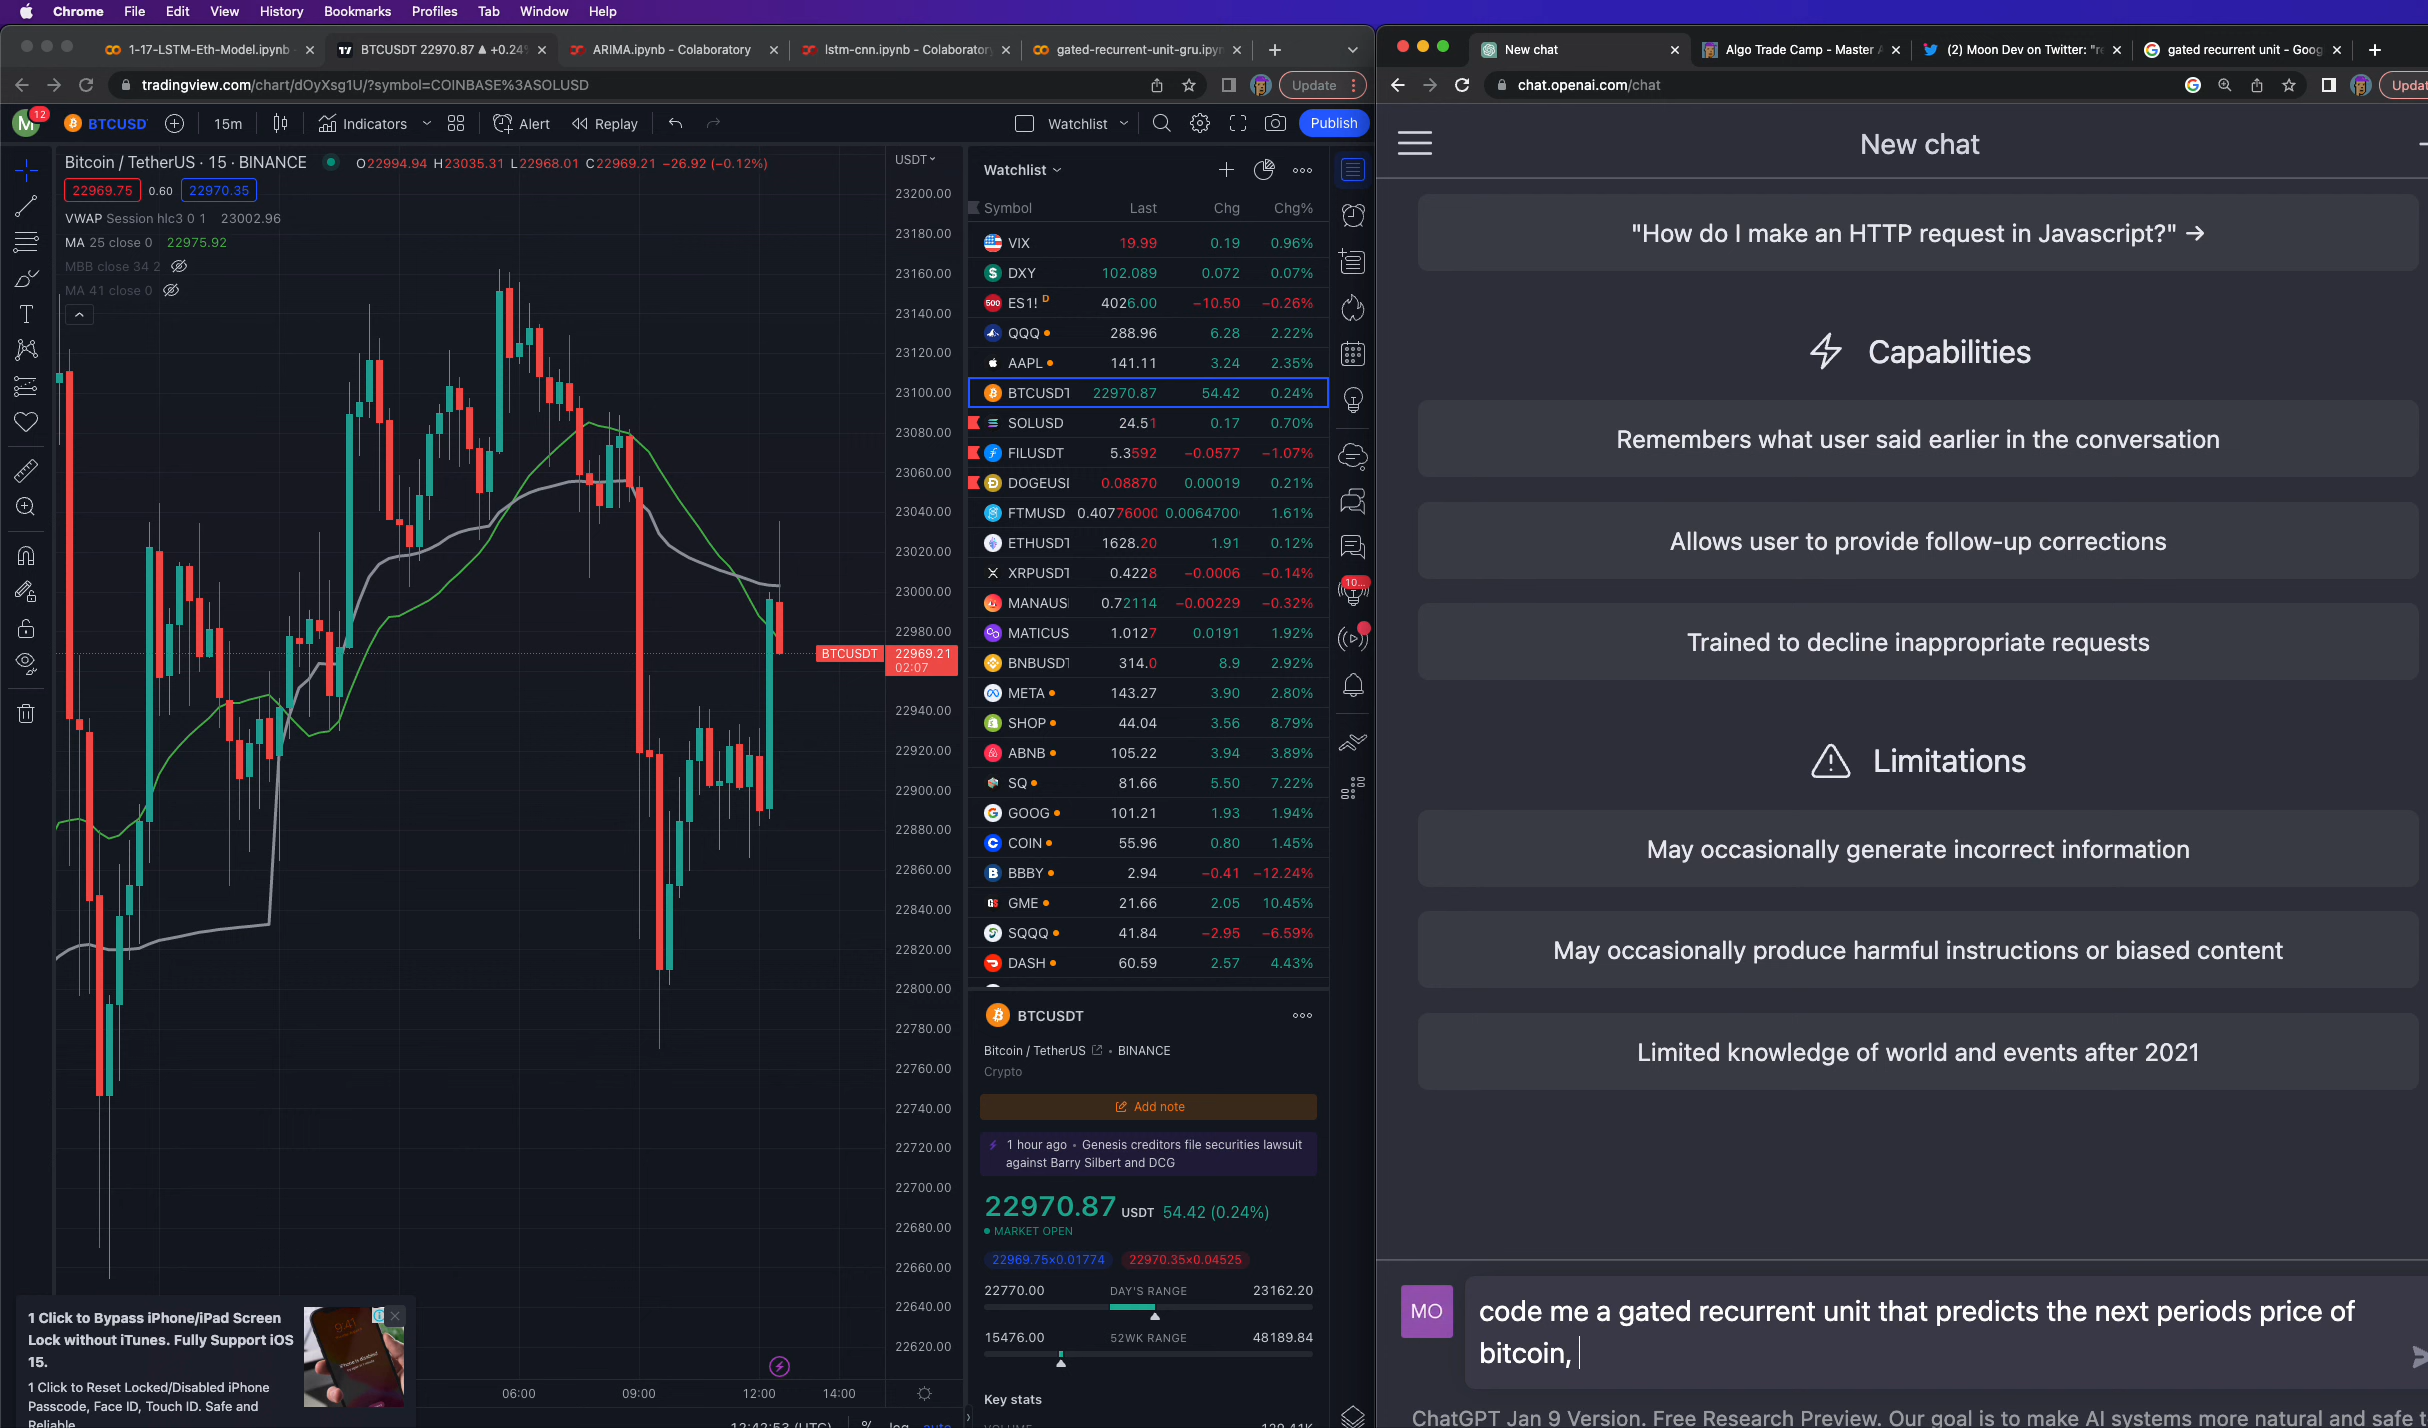 Chrome File Edit View History Bookmarks Profiles Tab Window Help
1-17-LSTM-Eth-Model.ipynb
BTCUSDT 22970.87 ▲ +0.24%
ARIMA.ipynb - Colaboratory
lstm-cnn.ipynb - Colaboratory
gated-recurrent-unit-gru.ipyn
tradingview.com/chart/dOyXsg1U/?symbol=COINBASE%3ASOLUSD
Update
M 12 BTCUSD 15m Indicators Alert Replay Watchlist Publish
Bitcoin / TetherUS · 15 · BINANCE O22994.94 H23035.31 L22968.01 C22969.21 −26.92 (−0.12%)
22969.75 0.60 22970.35
VWAP Session hlc3 0 1 23002.96
MA 25 close 0 22975.92
MBB close 34 2
MA 41 close 0
USDT
23200.00
23180.00
23160.00
23140.00
23120.00
23100.00
23080.00
23060.00
23040.00
23020.00
23000.00
22980.00
BTCUSDT 22969.21
02:07
22940.00
22920.00
22900.00
22880.00
22860.00
22840.00
22820.00
22800.00
22780.00
22760.00
22740.00
22720.00
22700.00
22680.00
22660.00
22640.00
22620.00
06:00 09:00 12:00 14:00
12:42:53 (UTC) % log auto
1 Click to Bypass iPhone/iPad Screen
Lock without iTunes. Fully Support iOS
15.
1 Click to Reset Locked/Disabled iPhone
Passcode, Face ID, Touch ID. Safe and
Reliable
9:41
Watchlist
Symbol Last Chg Chg%
VIX 19.99 0.19 0.96%
DXY 102.089 0.072 0.07%
ES1! D 4026.00 −10.50 −0.26%
QQQ 288.96 6.28 2.22%
AAPL 141.11 3.24 2.35%
BTCUSDT 22970.87 54.42 0.24%
SOLUSD 24.51 0.17 0.70%
FILUSDT 5.3592 −0.0577 −1.07%
DOGEUSI 0.08870 0.00019 0.21%
FTMUSD 0.40776000 0.00647000 1.61%
ETHUSDT 1628.20 1.91 0.12%
XRPUSDT 0.4228 −0.0006 −0.14%
MANAUSI 0.72114 −0.00229 −0.32%
MATICUS 1.0127 0.0191 1.92%
BNBUSDT 314.0 8.9 2.92%
META 143.27 3.90 2.80%
SHOP 44.04 3.56 8.79%
ABNB 105.22 3.94 3.89%
SQ 81.66 5.50 7.22%
GOOG 101.21 1.93 1.94%
COIN 55.96 0.80 1.45%
BBBY 2.94 −0.41 −12.24%
GME 21.66 2.05 10.45%
SQQQ 41.84 −2.95 −6.59%
DASH 60.59 2.57 4.43%
BTCUSDT
Bitcoin / TetherUS · BINANCE
Crypto
Add note
1 hour ago · Genesis creditors file securities lawsuit
against Barry Silbert and DCG
22970.87 USDT 54.42 (0.24%)
MARKET OPEN
22969.75×0.01774 22970.35×0.04525
22770.00 DAY'S RANGE 23162.20
15476.00 52WK RANGE 48189.84
Key stats
VOLUME 129.41K
10...
New chat
Algo Trade Camp - Master A
(2) Moon Dev on Twitter: "re
gated recurrent unit - Goog
chat.openai.com/chat
Updat
New chat
"How do I make an HTTP request in Javascript?" →
Capabilities
Remembers what user said earlier in the conversation
Allows user to provide follow-up corrections
Trained to decline inappropriate requests
Limitations
May occasionally generate incorrect information
May occasionally produce harmful instructions or biased content
Limited knowledge of world and events after 2021
MO
code me a gated recurrent unit that predicts the next periods price of
bitcoin,
ChatGPT Jan 9 Version. Free Research Preview. Our goal is to make AI systems more natural and safe t